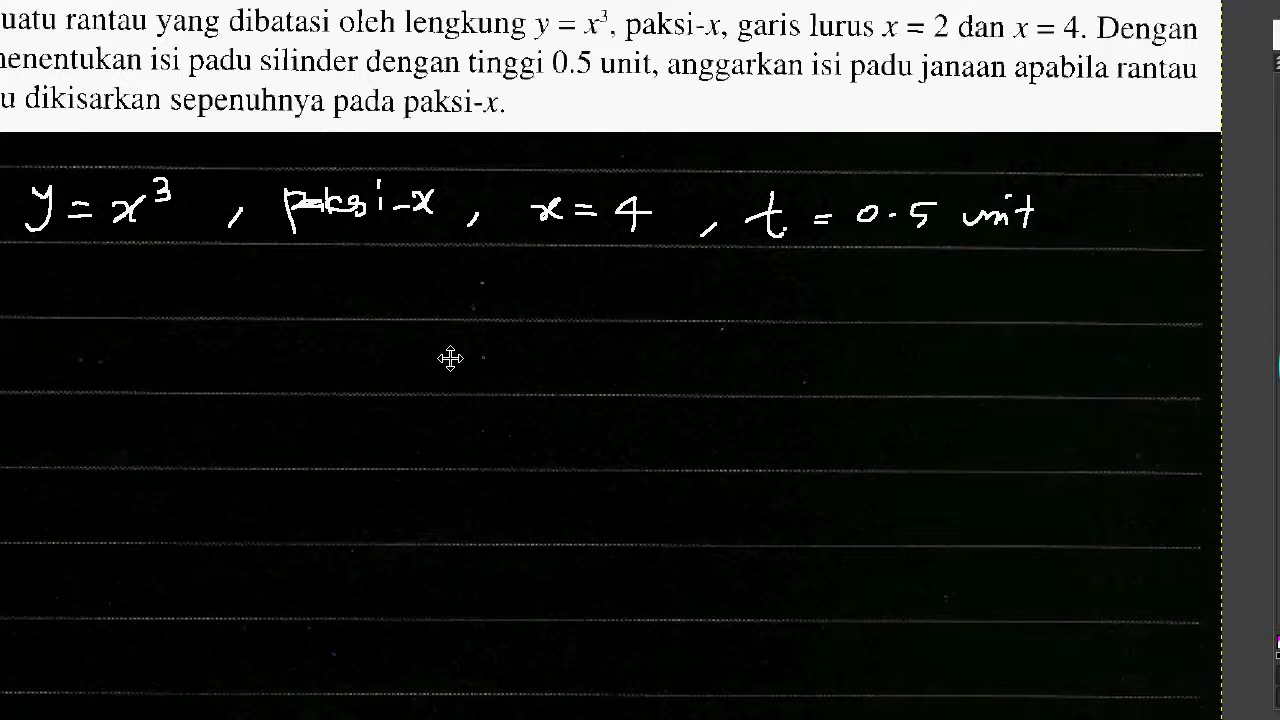 uatu rantau yang dibatasi oleh lengkung y = x³, paksi-x, garis lurus x = 2 dan x = 4. Dengan
nenentukan isi padu silinder dengan tinggi 0.5 unit, anggarkan isi padu janaan apabila rantau
u dikisarkan sepenuhnya pada paksi-x.
y = x³ , paksi-x , x = 4 , t = 0.5 unit